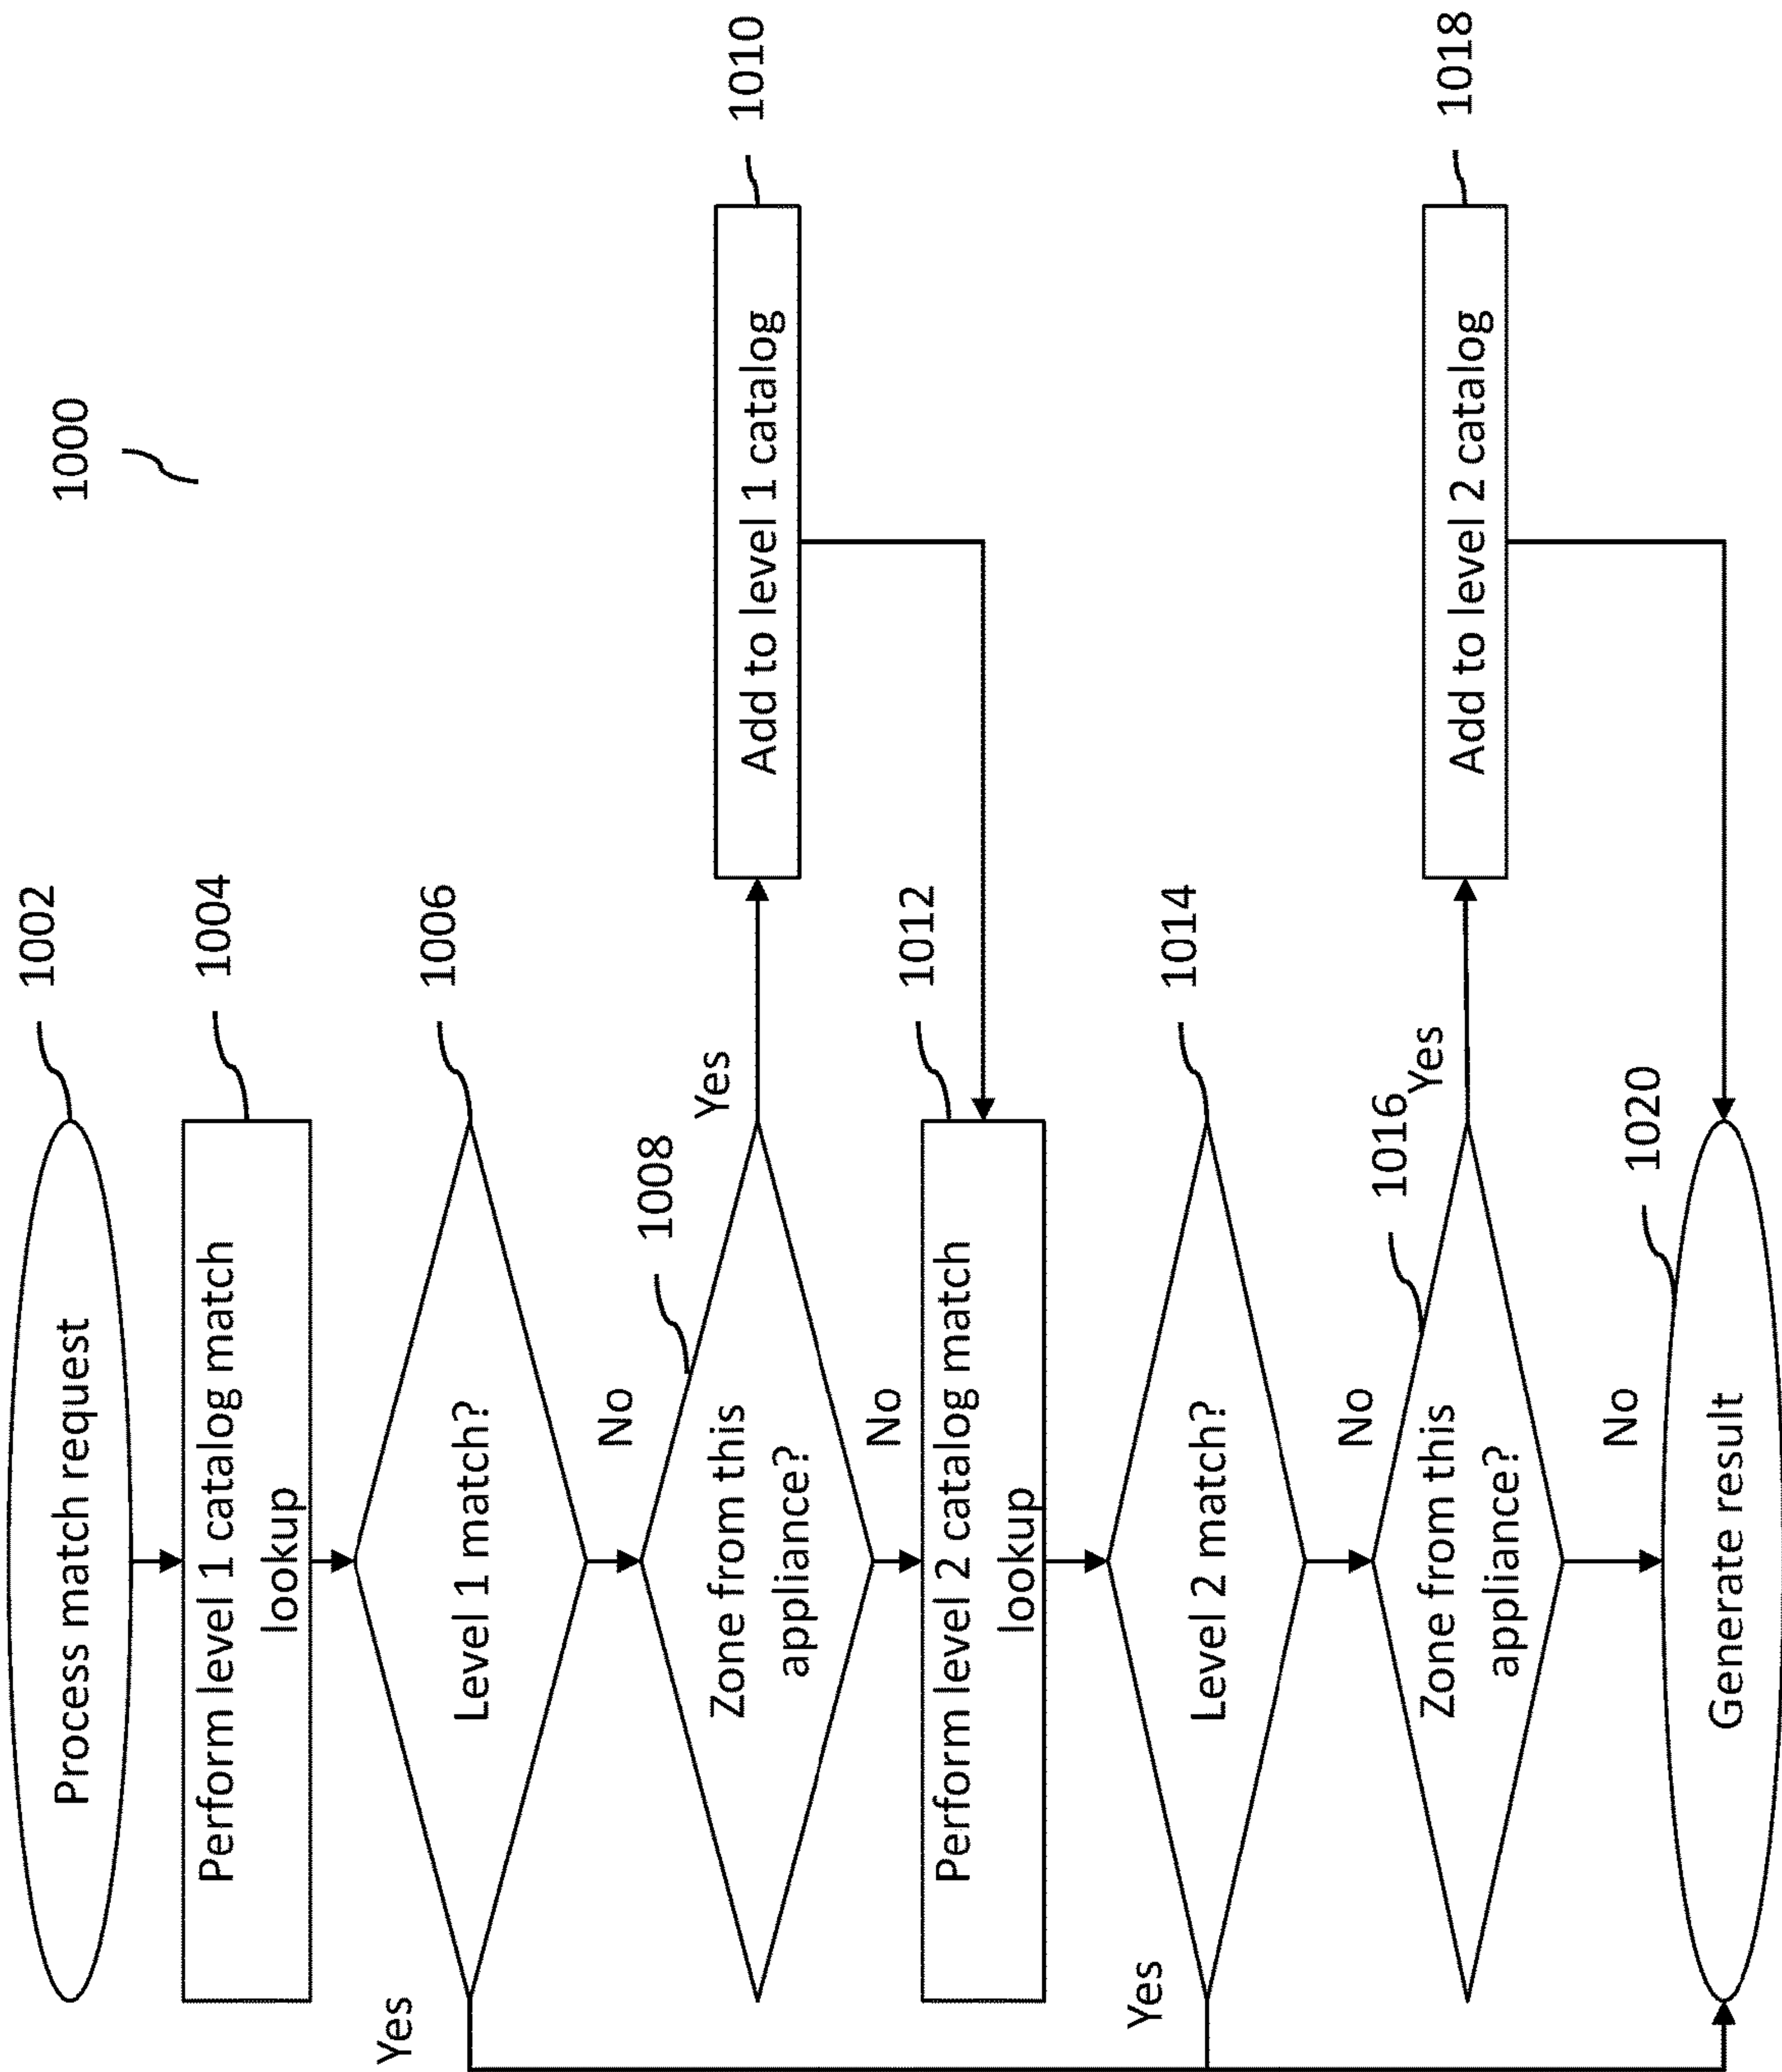 1000
Process match request
1002
Perform level 1 catalog match
lookup
1004
Level 1 match?
1006
Yes
No
Zone from this
appliance?
1008
Yes
Add to level 1 catalog
1010
No
Perform level 2 catalog match
lookup
1012
Level 2 match?
1014
Yes
No
Zone from this
appliance?
1016
Yes
Add to level 2 catalog
1018
No
Generate result
1020